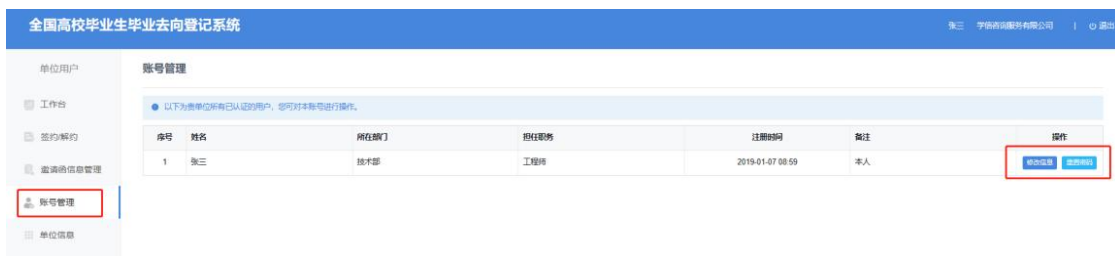 全国高校毕业生毕业去向登记系统
张三 学信咨询服务有限公司 | 退出
单位用户
账号管理
工作台
以下为贵单位所有已认证的用户，您可对本账号进行操作。
签约/解约
序号 姓名 所在部门 担任职务 注册时间 备注 操作
邀请函信息管理
1 张三 技术部 工程师 2019-01-07 08:59 本人 修改信息 重置密码
账号管理
单位信息